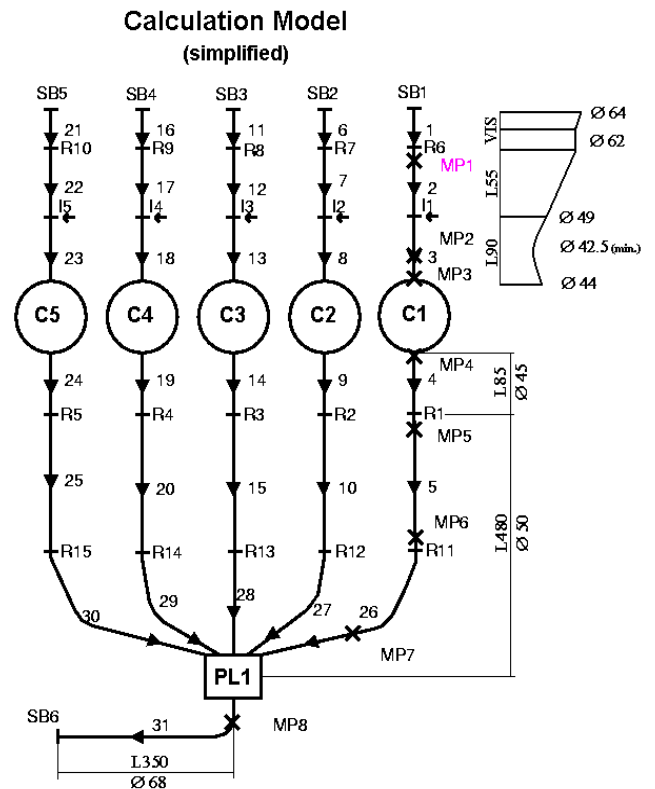 Calculation Model
(simplified)
SB5 SB4 SB3 SB2 SB1
Ø 64
VIS
21 16 11 6 1
Ø 62
R10 R9 R8 R7 R6
MP1
22 17 12 7 2
L55
I5 I4 I3 I2 I1
Ø 49
MP2
L90
Ø 42.5 (min.)
23 18 13 8 3
MP3
Ø 44
C5 C4 C3 C2 C1
MP4
24 19 14 9 4
L85
Ø 45
R5 R4 R3 R2 R1
MP5
25 20 15 10 5
L480
Ø 50
MP6
R15 R14 R13 R12 R11
30 29 28 27 26
MP7
PL1
SB6
31
MP8
L350
Ø 68